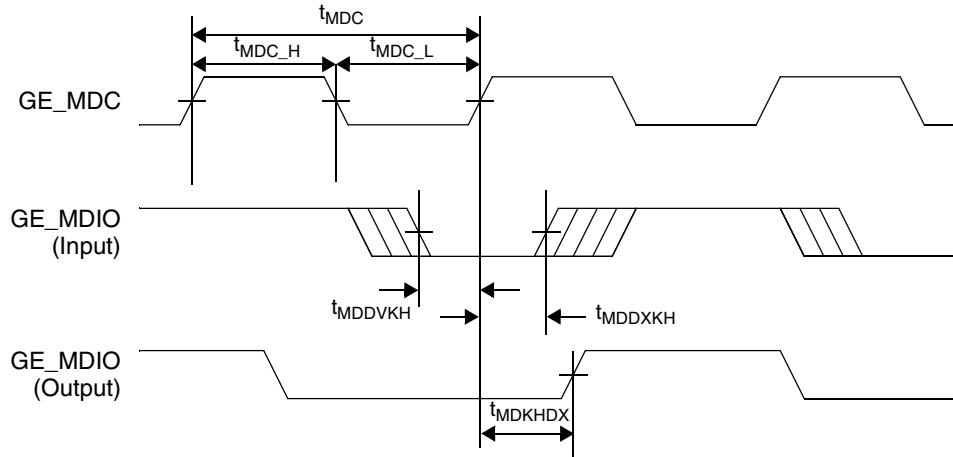 tMDC
tMDC_H
tMDC_L
GE_MDC
GE_MDIO
(Input)
tMDDVKH
tMDDXKH
GE_MDIO
(Output)
tMDKHDX